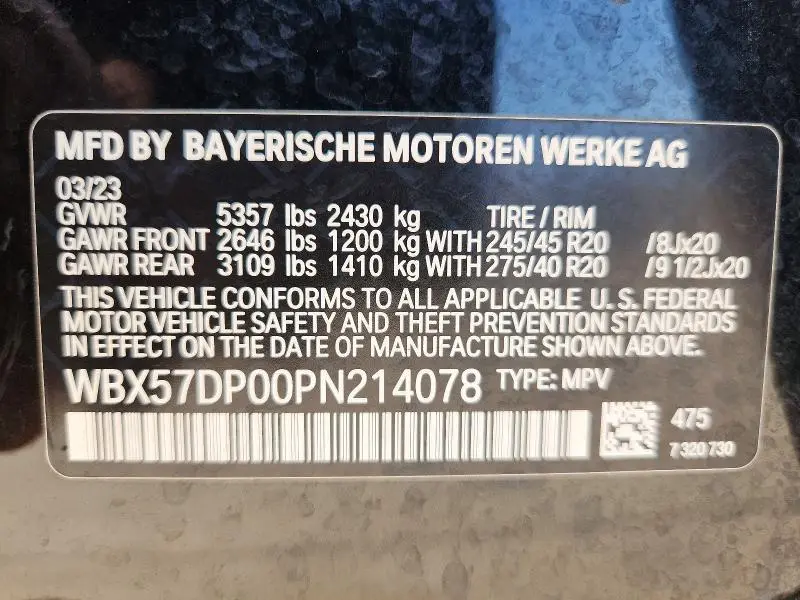 MFD BY BAYERISCHE MOTOREN WERKE AG
03/23
GVWR 5357 lbs 2430 kg TIRE / RIM
GAWR FRONT 2646 lbs 1200 kg WITH 245/45 R20 /8Jx20
GAWR REAR 3109 lbs 1410 kg WITH 275/40 R20 /9 1/2Jx20
THIS VEHICLE CONFORMS TO ALL APPLICABLE U. S. FEDERAL
MOTOR VEHICLE SAFETY AND THEFT PREVENTION STANDARDS
IN EFFECT ON THE DATE OF MANUFACTURE SHOWN ABOVE.
WBX57DP00PN214078 TYPE: MPV
475
7 320 730